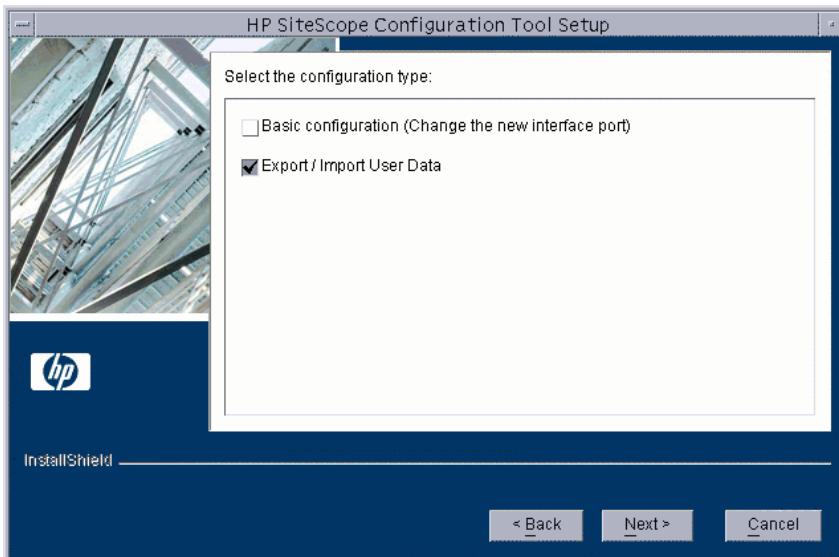 HP SiteScope Configuration Tool Setup
Select the configuration type:
Basic configuration (Change the new interface port)
Export / Import User Data
hp
InstallShield
< Back
Next >
Cancel